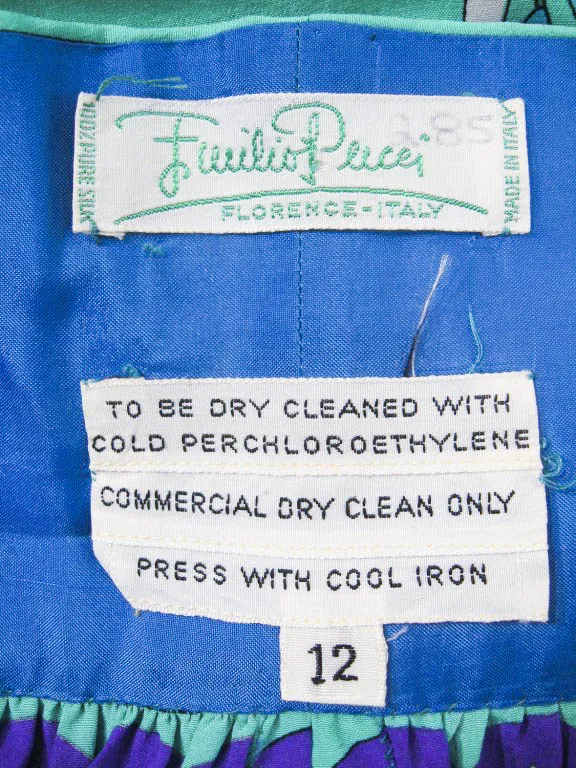 100% PURE SILK
Emilio Pucci
285
FLORENCE-ITALY
MADE IN ITALY
TO BE DRY CLEANED WITH
COLD PERCHLOROETHYLENE
COMMERCIAL DRY CLEAN ONLY
PRESS WITH COOL IRON
12